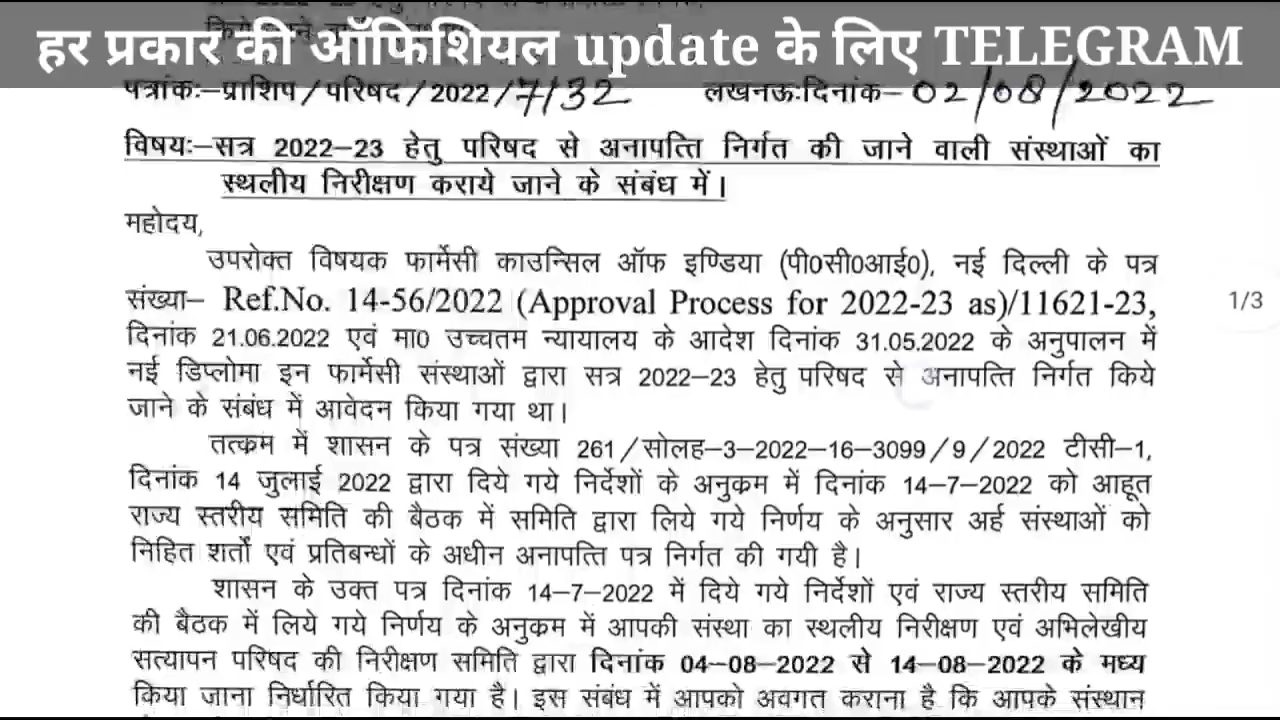 हर प्रकार की ऑफिशियल update के लिए TELEGRAM
पत्रांकः–प्राशिप/परिषद/2022/7132 लखनऊःदिनांक– 02/08/2022
विषयः–सत्र 2022–23 हेतु परिषद से अनापत्ति निर्गत की जाने वाली संस्थाओं का
स्थलीय निरीक्षण कराये जाने के संबंध में।
महोदय,
उपरोक्त विषयक फार्मेसी काउन्सिल ऑफ इण्डिया (पी0सी0आई0), नई दिल्ली के पत्र
संख्या– Ref.No. 14-56/2022 (Approval Process for 2022-23 as)/11621-23,
1/3
दिनांक 21.06.2022 एवं मा0 उच्चतम न्यायालय के आदेश दिनांक 31.05.2022 के अनुपालन में
नई डिप्लोमा इन फार्मेसी संस्थाओं द्वारा सत्र 2022–23 हेतु परिषद से अनापत्ति निर्गत किये
जाने के संबंध में आवेदन किया गया था।
तत्क्रम में शासन के पत्र संख्या 261/सोलह–3–2022–16–3099/9/2022 टीसी–1,
दिनांक 14 जुलाई 2022 द्वारा दिये गये निर्देशों के अनुक्रम में दिनांक 14–7–2022 को आहूत
राज्य स्तरीय समिति की बैठक में समिति द्वारा लिये गये निर्णय के अनुसार अर्ह संस्थाओं को
निहित शर्तो एवं प्रतिबन्धों के अधीन अनापत्ति पत्र निर्गत की गयी है।
शासन के उक्त पत्र दिनांक 14–7–2022 में दिये गये निर्देशों एवं राज्य स्तरीय समिति
की बैठक में लिये गये निर्णय के अनुक्रम में आपकी संस्था का स्थलीय निरीक्षण एवं अभिलेखीय
सत्यापन परिषद की निरीक्षण समिति द्वारा दिनांक 04–08–2022 से 14–08–2022 के मध्य
किया जाना निर्धारित किया गया है। इस संबंध में आपको अवगत कराना है कि आपके संस्थान